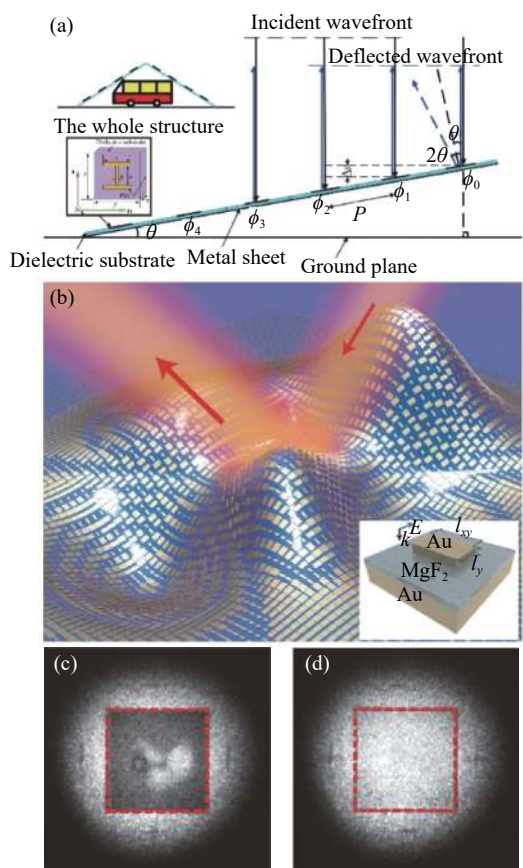 (a)
Incident wavefront
Deflected wavefront
The whole structure
θ
2θ
ϕ0
ϕ1
ϕ2
ϕ3
ϕ4
P
θ
Dielectric substrate
Metal sheet
Ground plane
(b)
E
k
lxy
Au
ly
MgF2
Au
(c)
(d)